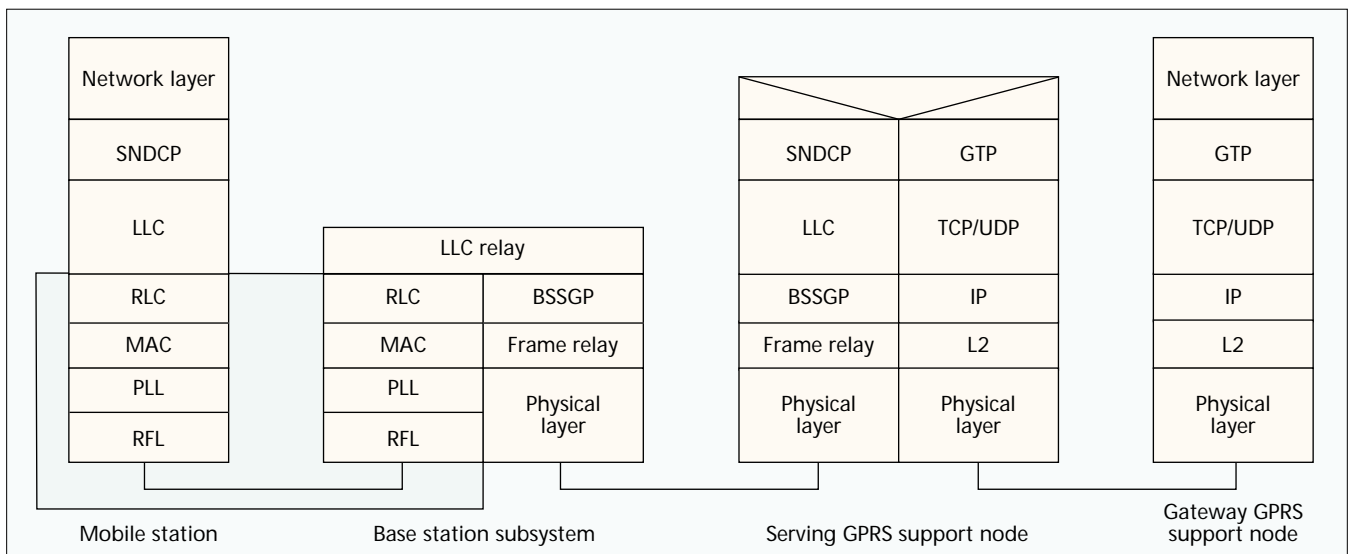 Network layer
SNDCP
LLC
RLC
MAC
PLL
RFL
Mobile station
LLC relay
RLC
BSSGP
MAC
Frame relay
PLL
RFL
Physical
layer
Base station subsystem
SNDCP
GTP
LLC
TCP/UDP
BSSGP
IP
Frame relay
L2
Physical
layer
Physical
layer
Serving GPRS support node
Network layer
GTP
TCP/UDP
IP
L2
Physical
layer
Gateway GPRS
support node